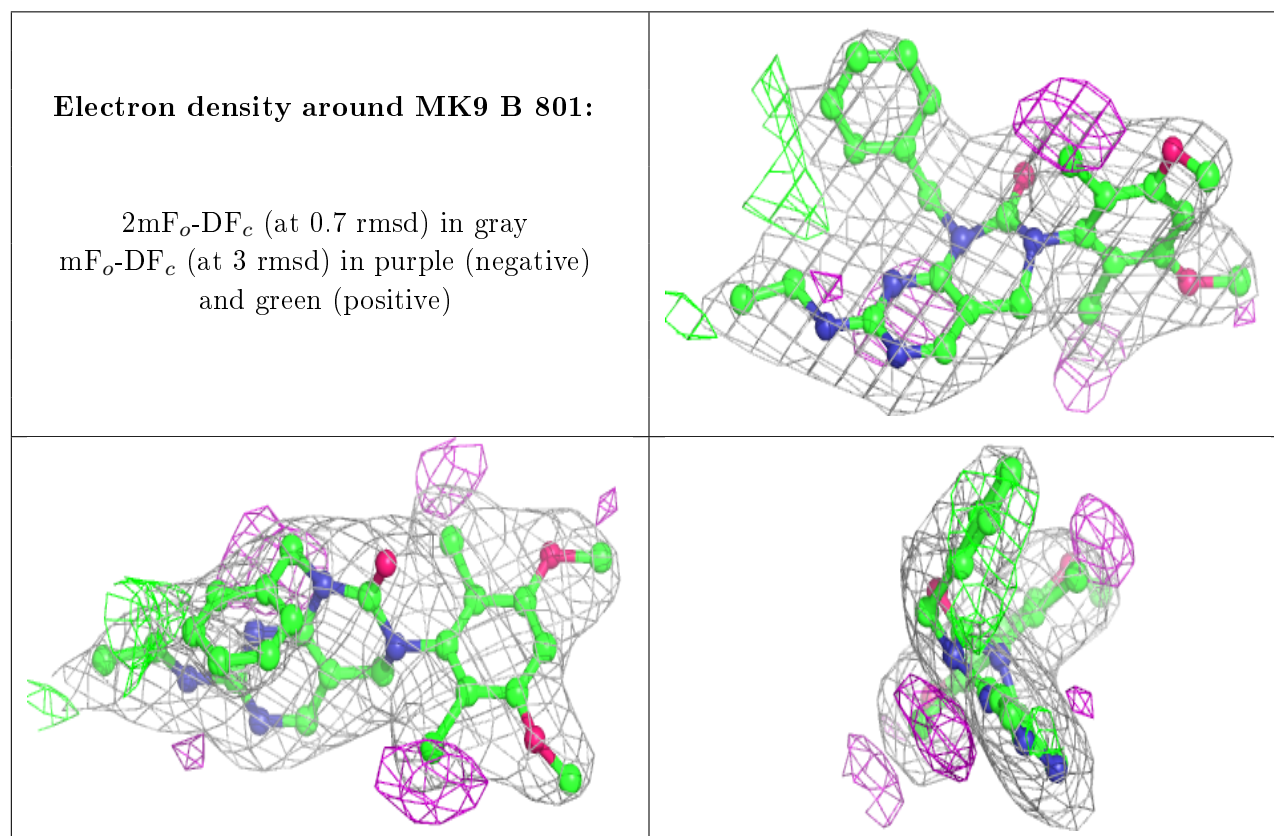 Electron density around MK9 B 801:
2mFₒ-DF𝒸 (at 0.7 rmsd) in gray
mFₒ-DF𝒸 (at 3 rmsd) in purple (negative)
and green (positive)